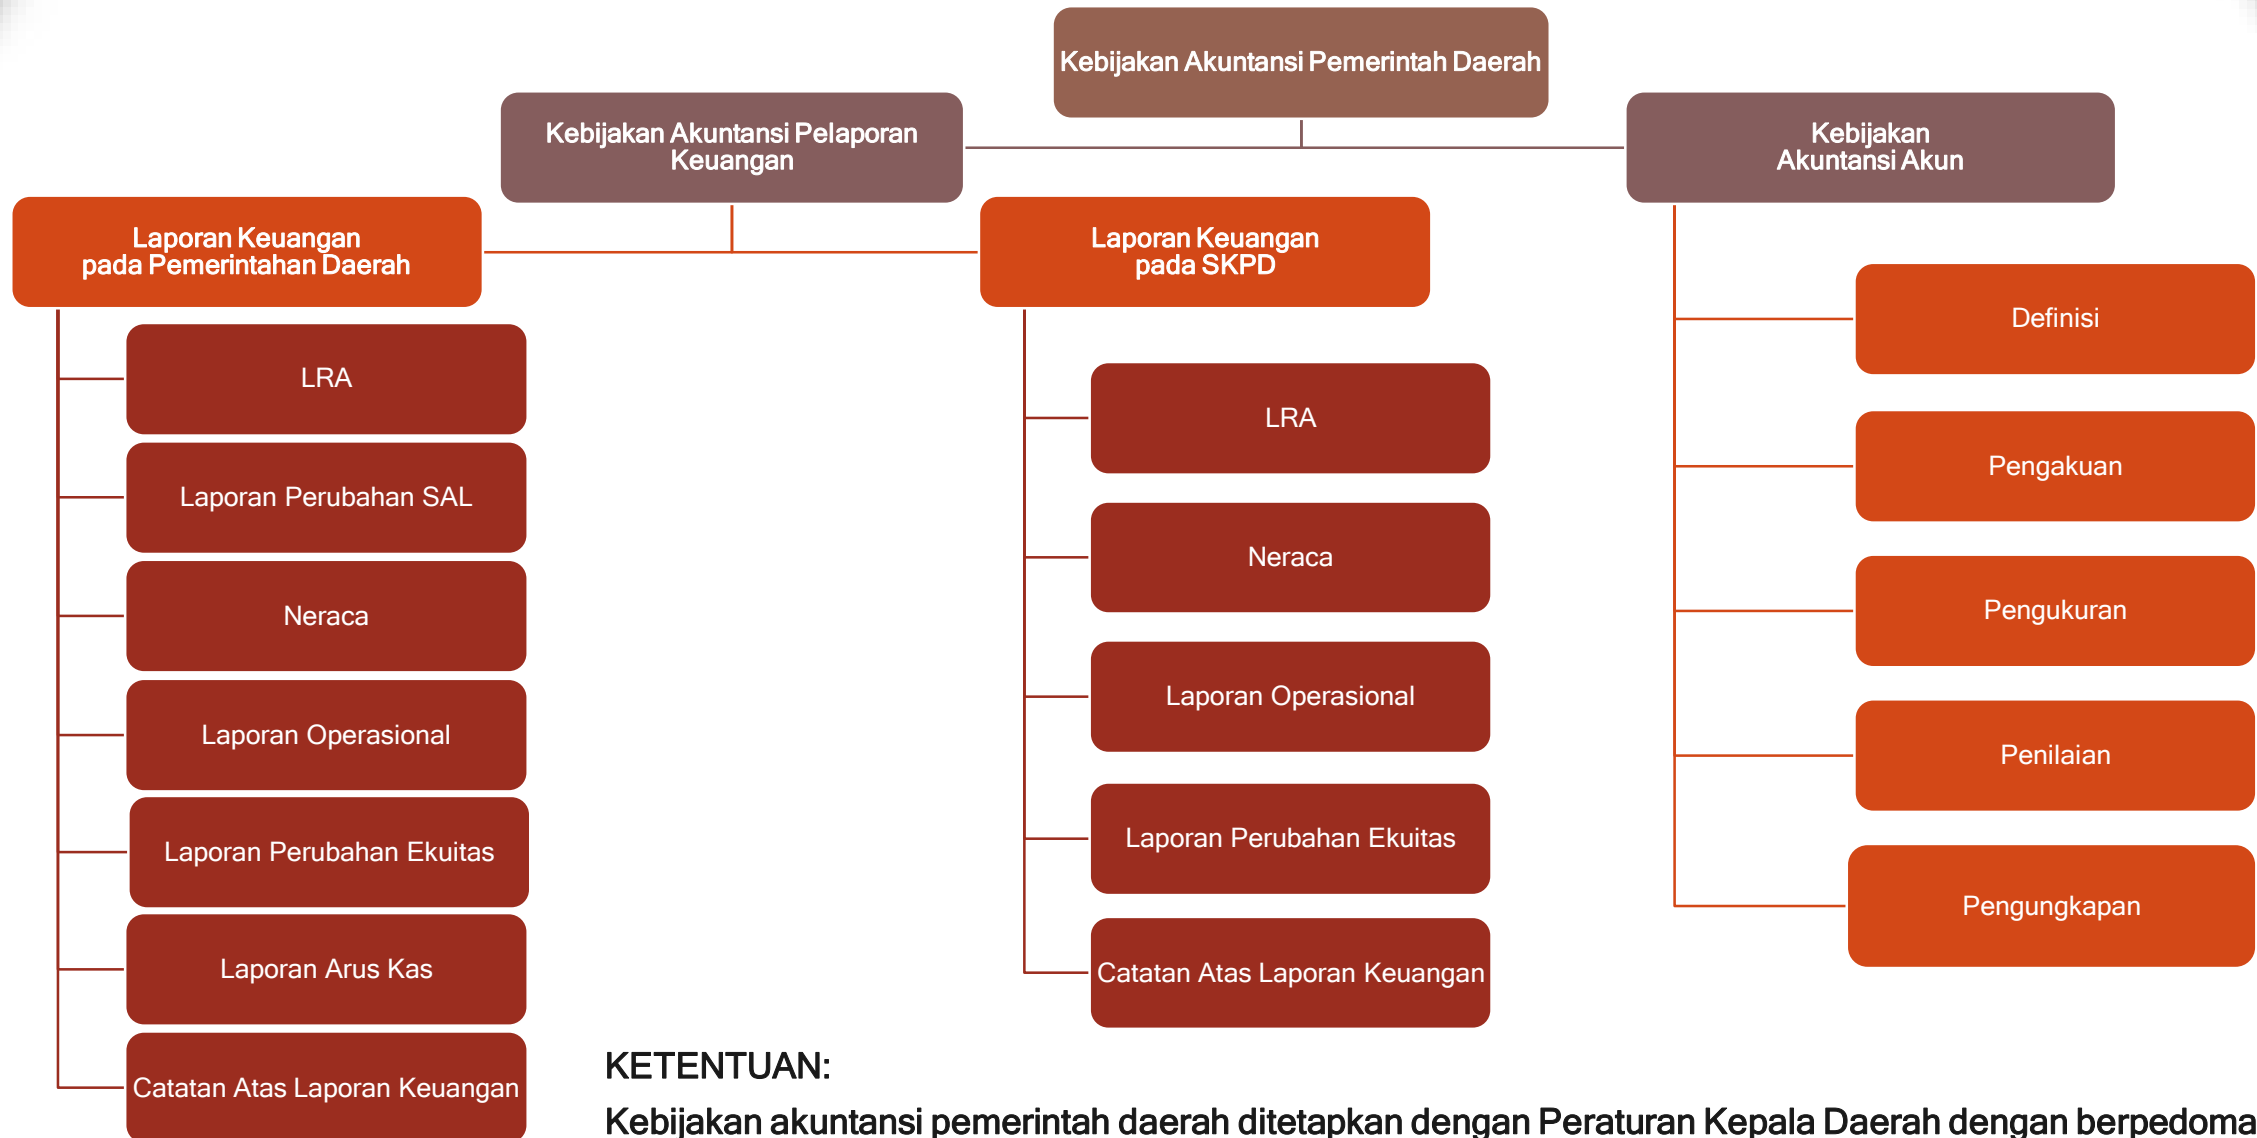 Kebijakan Akuntansi Pemerintah Daerah
Kebijakan Akuntansi Pelaporan
Keuangan
Kebijakan
Akuntansi Akun
Laporan Keuangan
pada Pemerintahan Daerah
Laporan Keuangan
pada SKPD
LRA
Laporan Perubahan SAL
Neraca
Laporan Operasional
Laporan Perubahan Ekuitas
Laporan Arus Kas
Catatan Atas Laporan Keuangan
LRA
Neraca
Laporan Operasional
Laporan Perubahan Ekuitas
Catatan Atas Laporan Keuangan
Definisi
Pengakuan
Pengukuran
Penilaian
Pengungkapan
KETENTUAN:
Kebijakan akuntansi pemerintah daerah ditetapkan dengan Peraturan Kepala Daerah dengan berpedoma